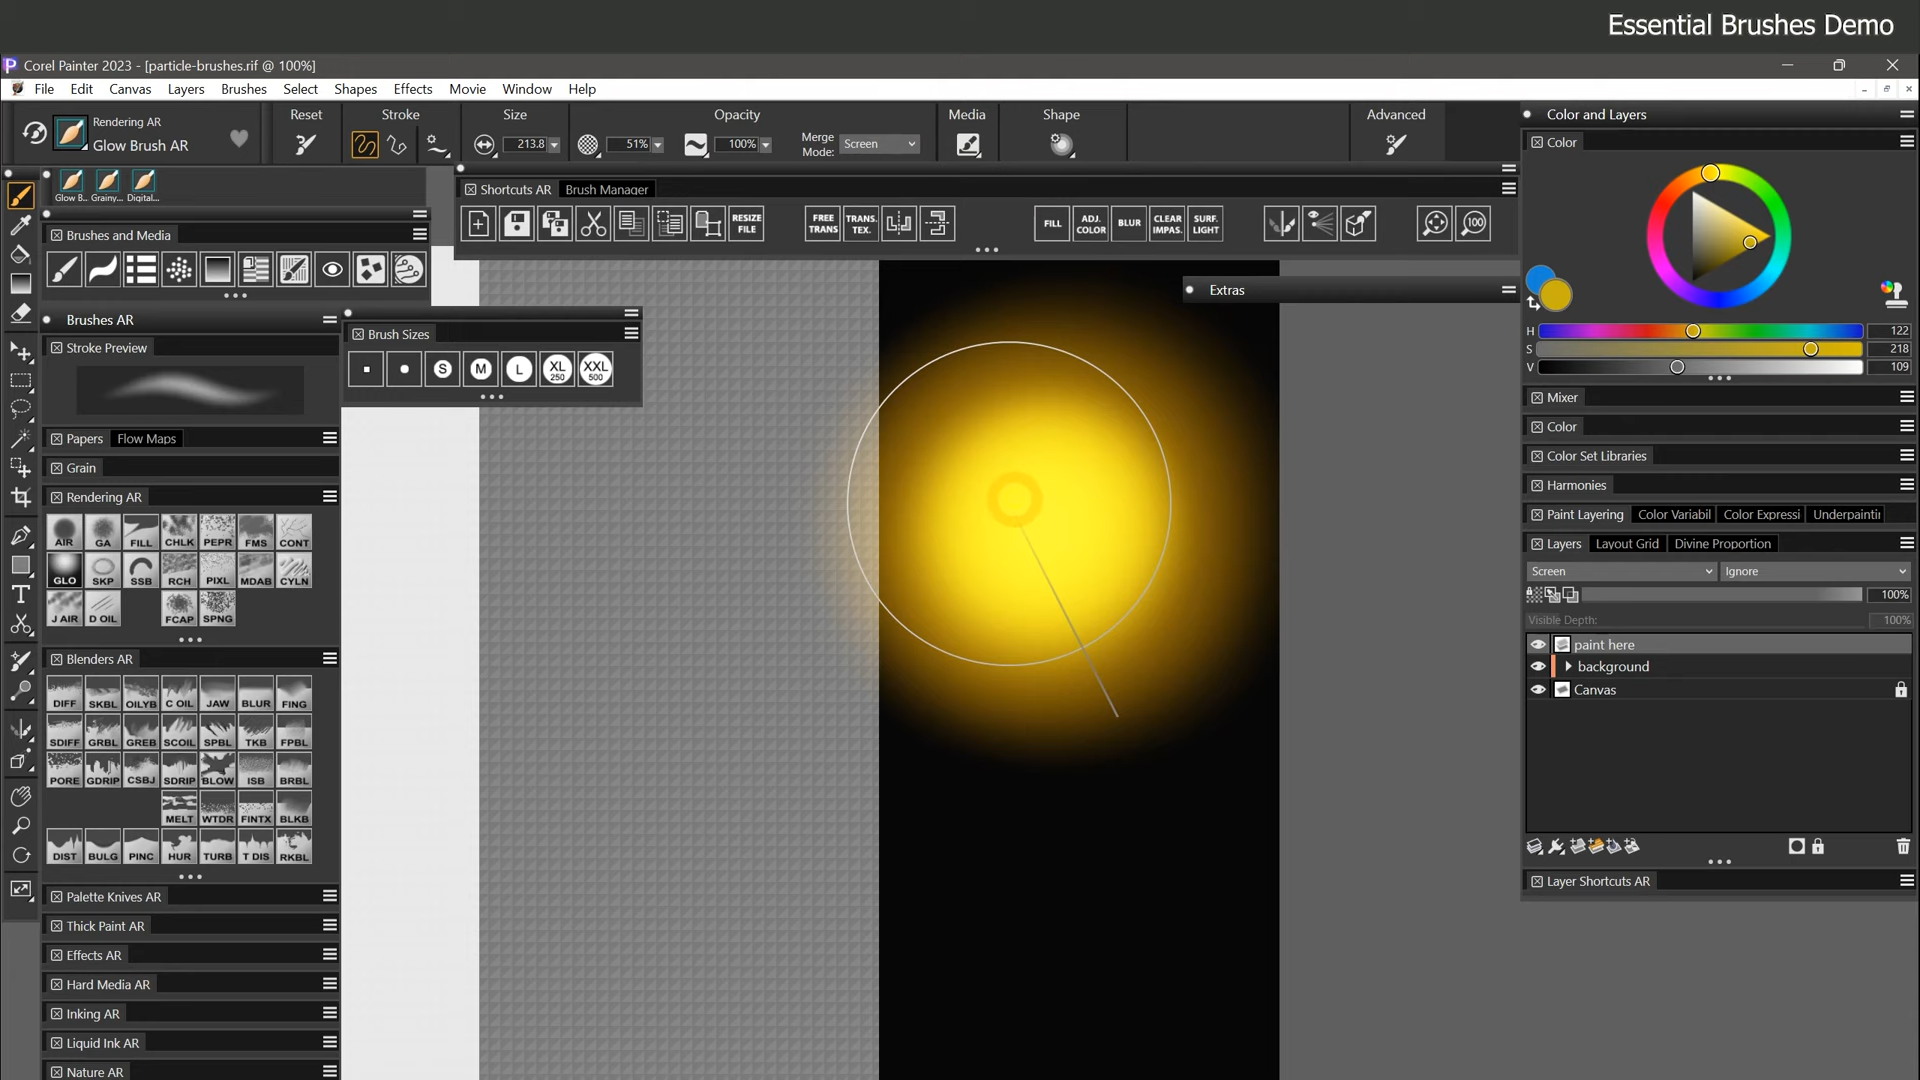 Essential Brushes Demo
Corel Painter 2023 - [particle-brushes.rif @ 100%]
File Edit Canvas Layers Brushes Select Shapes Effects Movie Window Help
Rendering AR
Glow Brush AR
Reset
Stroke
Size
213.8
51%
Opacity
100%
Merge
Mode:
Screen
Media
Shape
Advanced
Glow B.. Grainy... Digital...
Shortcuts AR Brush Manager
RESIZE
FILE
FREE
TRANS
TRANS.
TEX.
FILL
ADJ.
COLOR
BLUR
CLEAR
IMPAS.
SURF.
LIGHT
100
Brushes and Media
Extras
Brushes AR
Stroke Preview
Brush Sizes
S M L XL
250
XXL
500
Papers Flow Maps
Grain
Rendering AR
AIR GA FILL CHLK PEPR FMS CONT
GLO SKP SSB RCH PIXL MDAB CYLN
J AIR D OIL FCAP SPNG
Blenders AR
DIFF SKBL OILYB C OIL JAW BLUR FING
SDIFF GRBL GREB SCOIL SPBL TKB FPBL
PORE GDRIP CSBJ SDRIP BLOW ISB BRBL
MELT WTDR FINTX BLKB
DIST BULG PINC HUR TURB T DIS RKBL
Palette Knives AR
Thick Paint AR
Effects AR
Hard Media AR
Inking AR
Liquid Ink AR
Nature AR
Color and Layers
Color
H 122
S 218
V 109
Mixer
Color
Color Set Libraries
Harmonies
Paint Layering Color Variabil Color Expressi Underpaintin
Layers Layout Grid Divine Proportion
Screen Ignore
100%
Visible Depth: 100%
paint here
background
Canvas
Layer Shortcuts AR